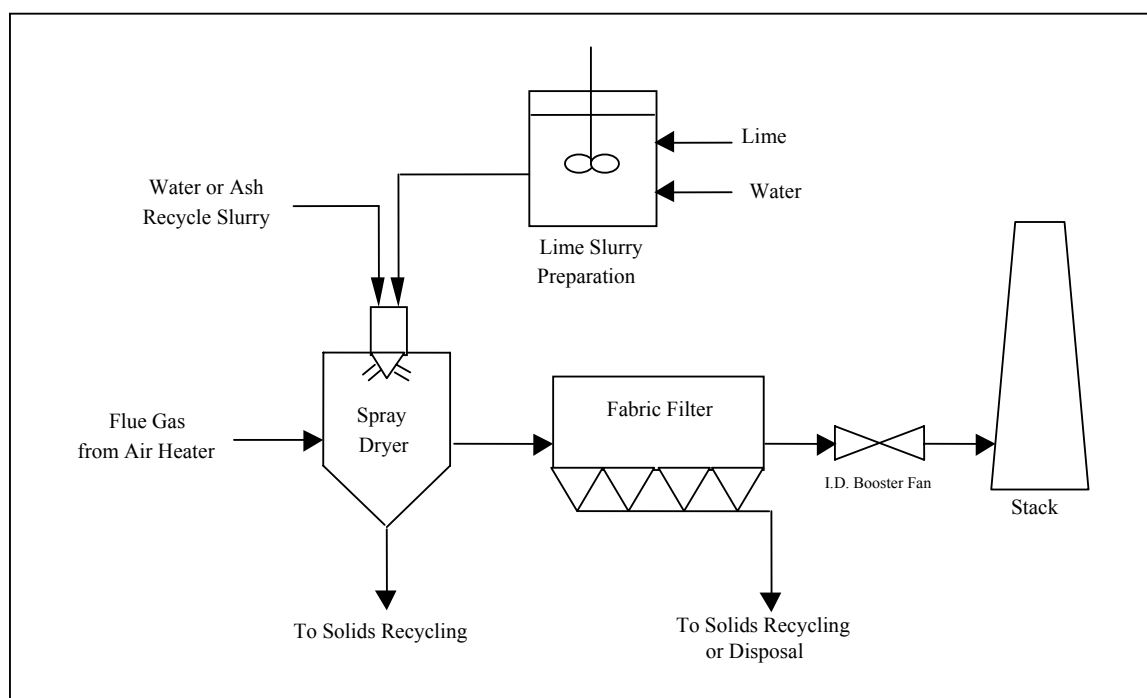 Lime
Water
Water or Ash
Recycle Slurry
Lime Slurry
Preparation
Flue Gas
from Air Heater
Spray
Dryer
Fabric Filter
I.D. Booster Fan
Stack
To Solids Recycling
To Solids Recycling
or Disposal